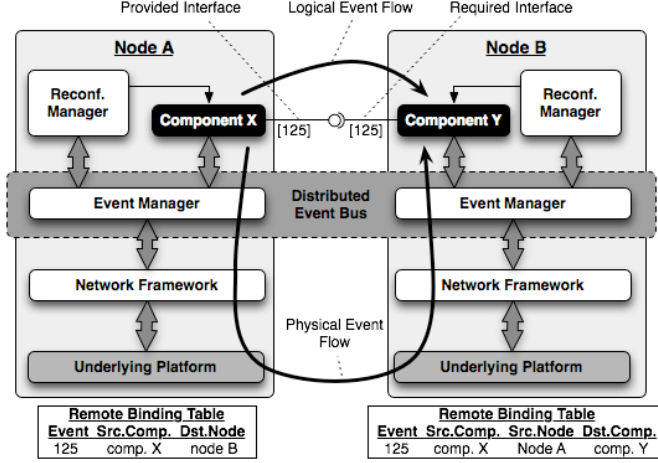 Provided Interface Logical Event Flow Required Interface
Node A
Node B
Reconf.
Manager
Component X
[125]
[125]
Component Y
Reconf.
Manager
Event Manager
Distributed
Event Bus
Event Manager
Network Framework
Network Framework
Physical Event
Flow
Underlying Platform
Underlying Platform
Remote Binding Table
Event Src.Comp. Dst.Node
125 comp. X node B
Remote Binding Table
Event Src.Comp. Src.Node Dst.Comp.
125 comp. X Node A comp. Y